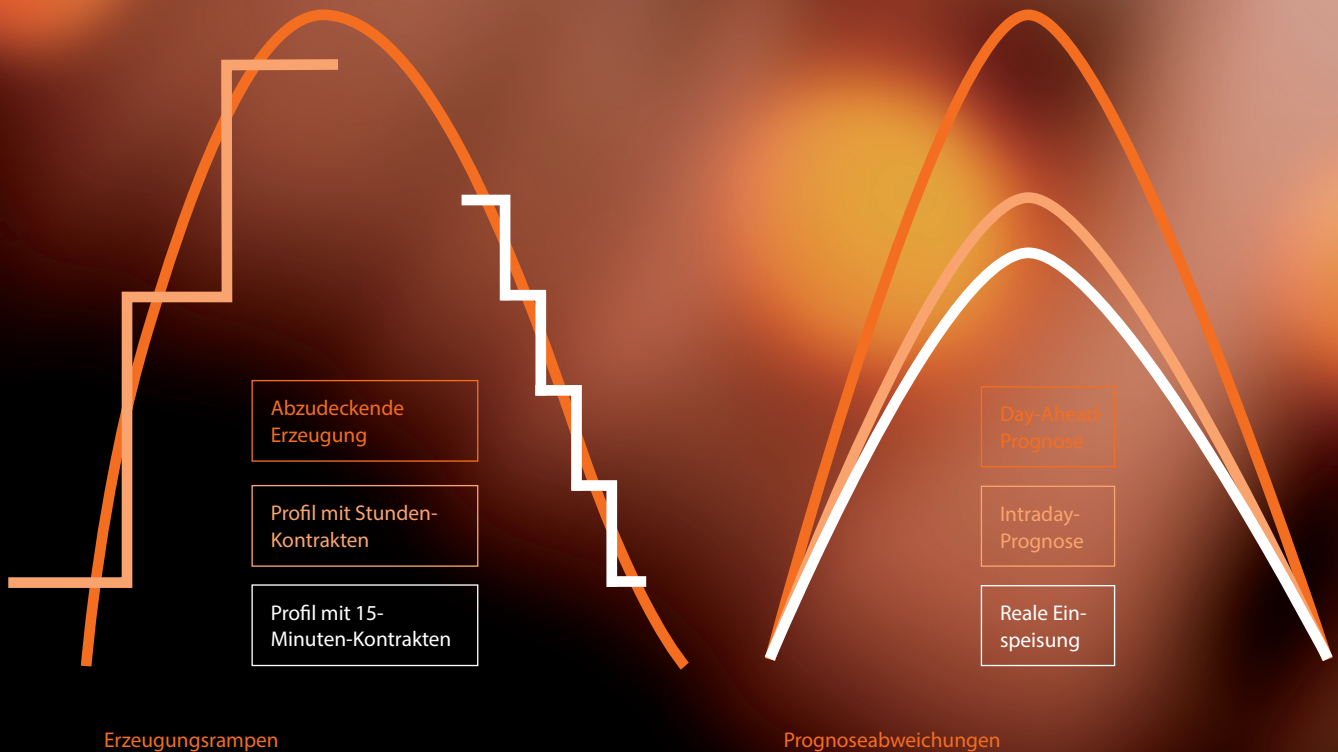 Abzudeckende
Erzeugung
Profil mit Stunden-
Kontrakten
Profil mit 15-
Minuten-Kontrakten
Erzeugungsrampen
Day-Ahead-
Prognose
Intraday-
Prognose
Reale Ein-
speisung
Prognoseabweichungen